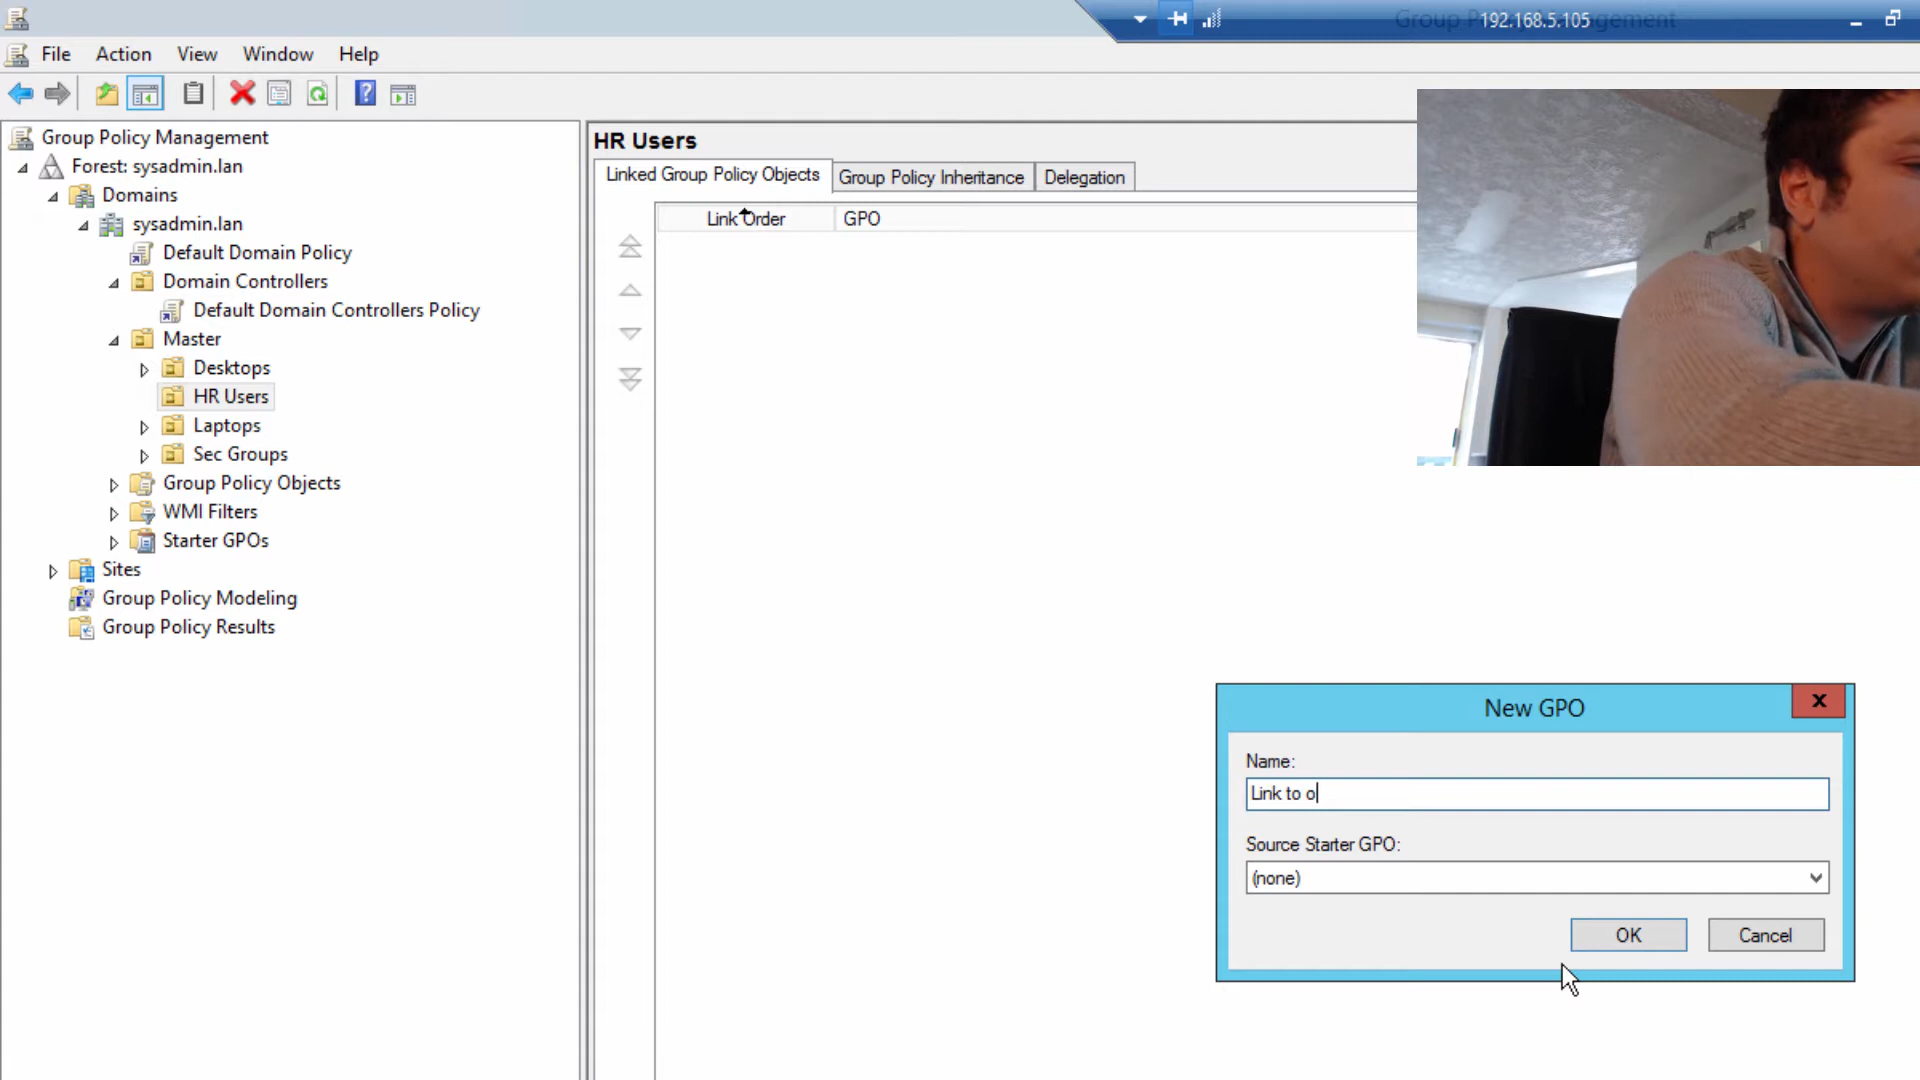 Group Policy Management
192.168.5.105
File Action View Window Help
Group Policy Management
Forest: sysadmin.lan
Domains
sysadmin.lan
Default Domain Policy
Domain Controllers
Default Domain Controllers Policy
Master
Desktops
HR Users
Laptops
Sec Groups
Group Policy Objects
WMI Filters
Starter GPOs
Sites
Group Policy Modeling
Group Policy Results
HR Users
Linked Group Policy Objects Group Policy Inheritance Delegation
Link Order GPO
New GPO
x
Name:
Link to o
Source Starter GPO:
(none)
OK Cancel